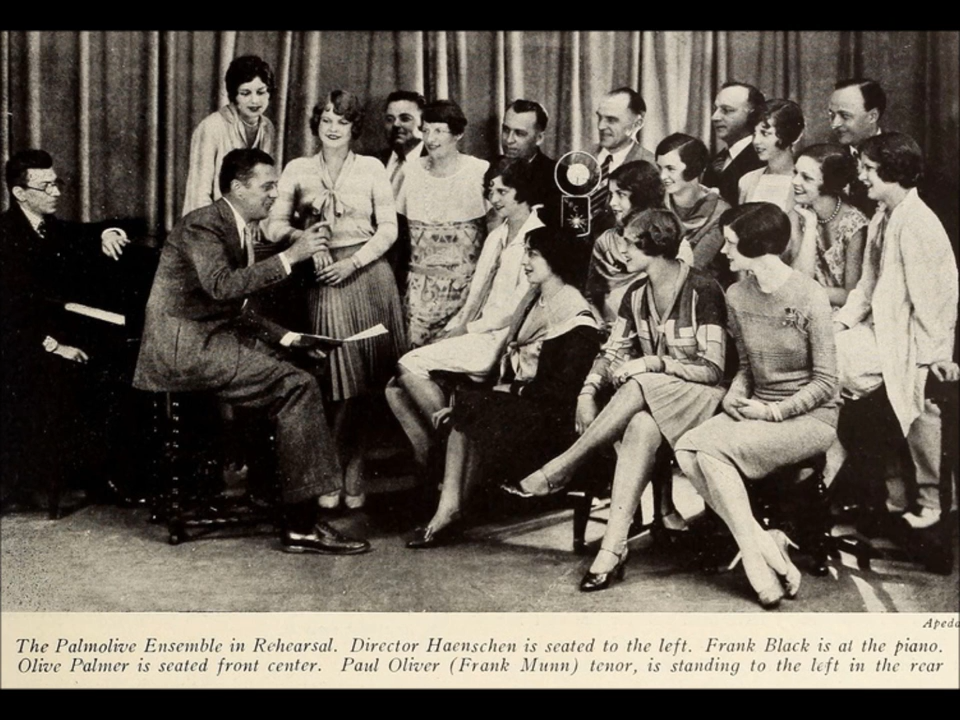 Apeda
The Palmolive Ensemble in Rehearsal. Director Haenschen is seated to the left. Frank Black is at the piano.
Olive Palmer is seated front center. Paul Oliver (Frank Munn) tenor, is standing to the left in the rear